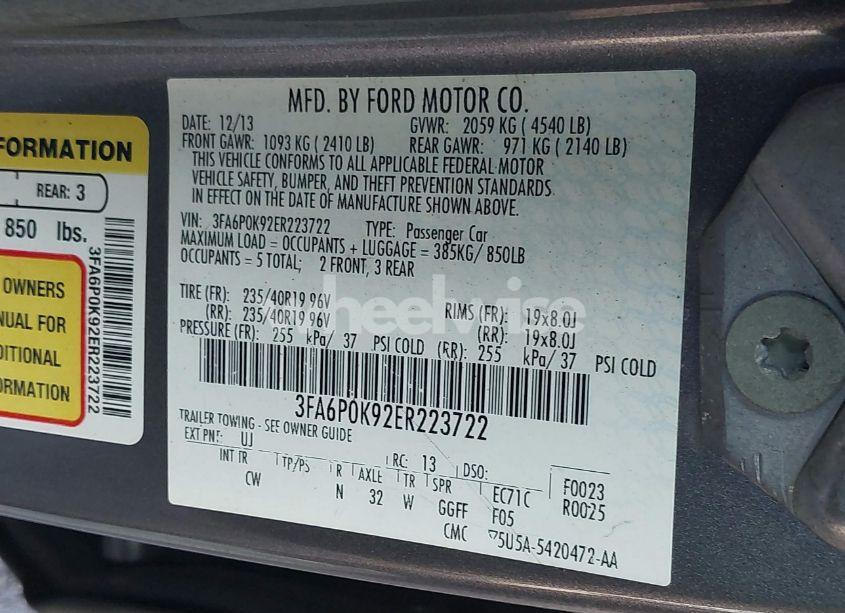 MFD. BY FORD MOTOR CO.
DATE: 12/13 GVWR: 2059 KG ( 4540 LB)
FRONT GAWR: 1093 KG ( 2410 LB) REAR GAWR: 971 KG ( 2140 LB)
THIS VEHICLE CONFORMS TO ALL APPLICABLE FEDERAL MOTOR
VEHICLE SAFETY, BUMPER, AND THEFT PREVENTION STANDARDS
IN EFFECT ON THE DATE OF MANUFACTURE SHOWN ABOVE.
VIN: 3FA6P0K92ER223722 TYPE: Passenger Car
MAXIMUM LOAD = OCCUPANTS + LUGGAGE = 385KG/ 850LB
OCCUPANTS = 5 TOTAL; 2 FRONT, 3 REAR
TIRE (FR): 235/40R19 96V RIMS (FR): 19x8.0J
(RR): 235/40R19 96V (RR): 19x8.0J
PRESSURE (FR): 255 kPa/ 37 PSI COLD (RR): 255 kPa/ 37 PSI COLD
3FA6P0K92ER223722
TRAILER TOWING - SEE OWNER GUIDE
EXT PNT: UJ RC: 13 DSO: F0023
INT TR TP/PS R AXLE TR SPR EC71C R0025
CW N 32 W GGFF F05
CMC 75U5A-5420472-AA
FORMATION
REAR: 3
850 lbs.
OWNERS
NUAL FOR
DITIONAL
FORMATION
3FA6P0K92ER223722
wheelwise